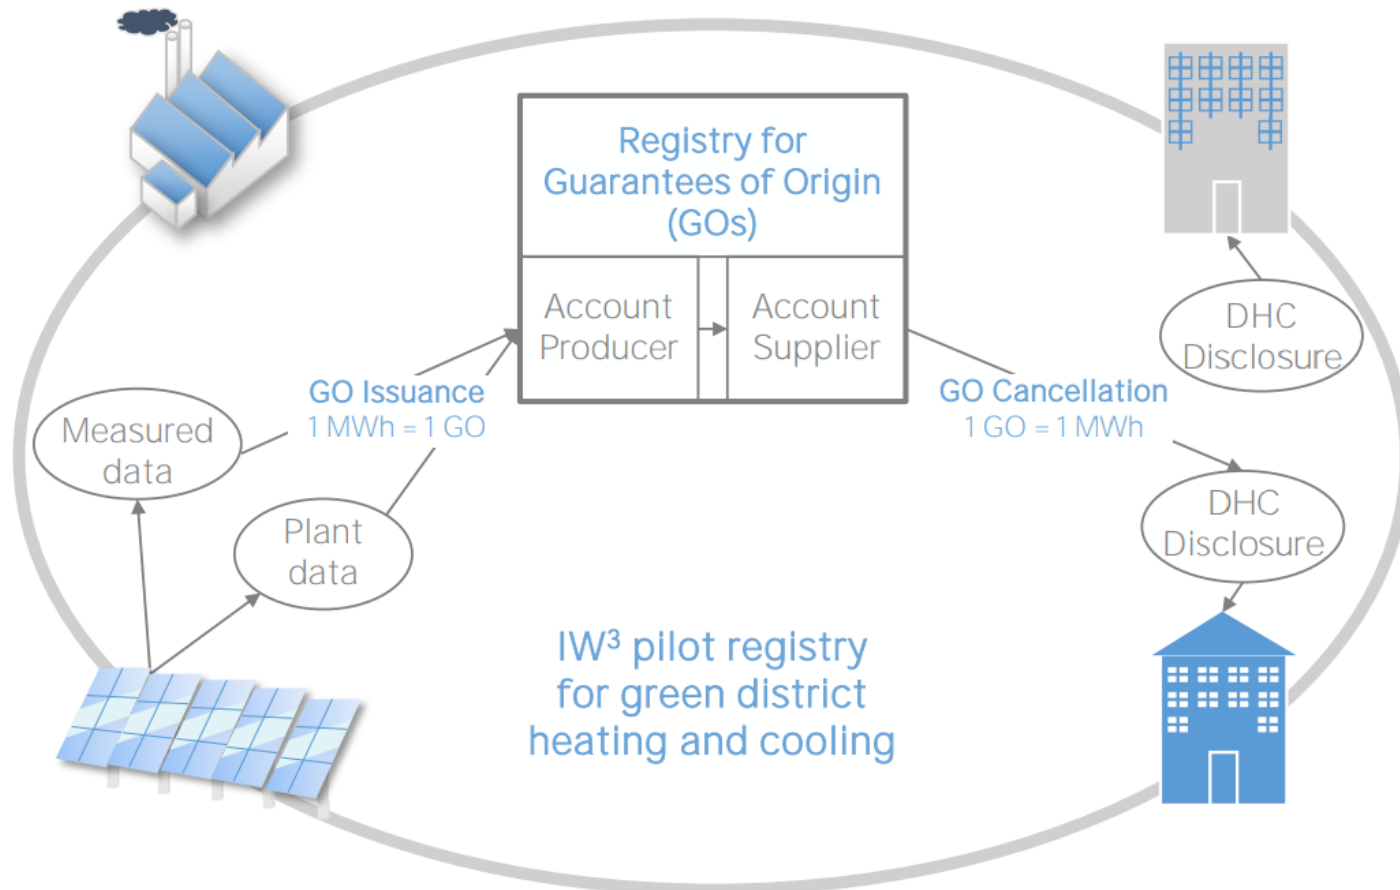 Registry for
Guarantees of Origin
(GOs)
Account
Producer
Account
Supplier
GO Issuance
1 MWh = 1 GO
GO Cancellation
1 GO = 1 MWh
Measured
data
Plant
data
DHC
Disclosure
DHC
Disclosure
IW³ pilot registry
for green district
heating and cooling